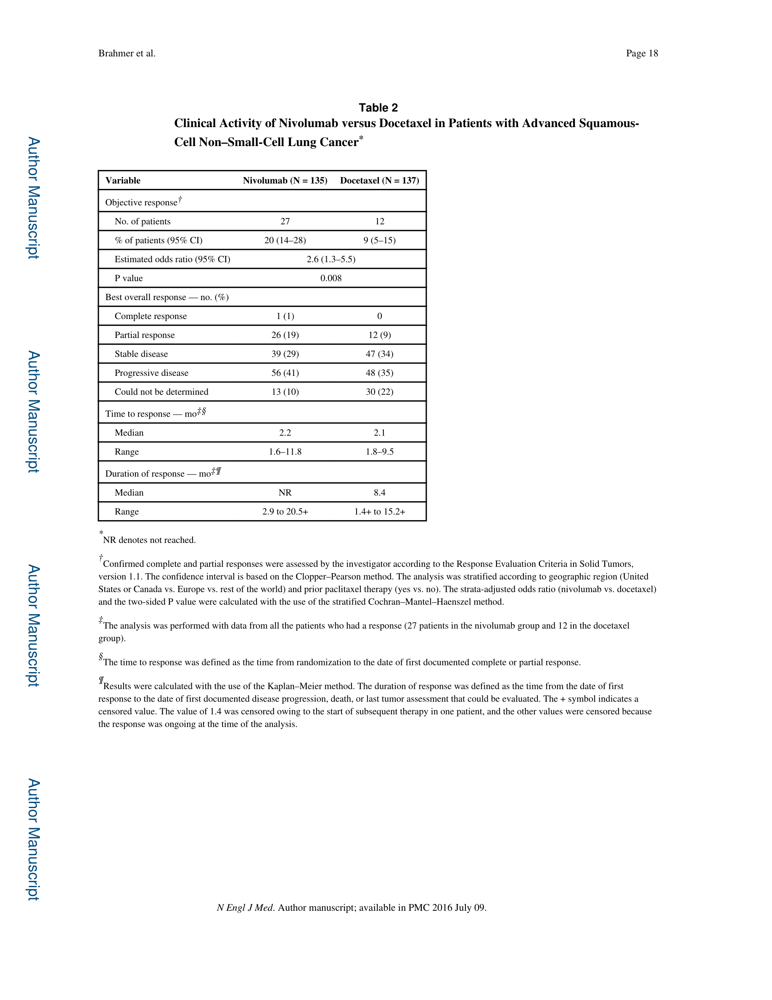 Brahmer et al. Page 18
Table 2
Clinical Activity of Nivolumab versus Docetaxel in Patients with Advanced Squamous-
Cell Non–Small-Cell Lung Cancer*
Variable Nivolumab (N = 135) Docetaxel (N = 137)
Objective response†
No. of patients 27 12
% of patients (95% CI) 20 (14–28) 9 (5–15)
Estimated odds ratio (95% CI) 2.6 (1.3–5.5)
P value 0.008
Best overall response — no. (%)
Complete response 1 (1) 0
Partial response 26 (19) 12 (9)
Stable disease 39 (29) 47 (34)
Progressive disease 56 (41) 48 (35)
Could not be determined 13 (10) 30 (22)
Time to response — mo‡§
Median 2.2 2.1
Range 1.6–11.8 1.8–9.5
Duration of response — mo‡¶
Median NR 8.4
Range 2.9 to 20.5+ 1.4+ to 15.2+
*NR denotes not reached.
†Confirmed complete and partial responses were assessed by the investigator according to the Response Evaluation Criteria in Solid Tumors,
version 1.1. The confidence interval is based on the Clopper–Pearson method. The analysis was stratified according to geographic region (United
States or Canada vs. Europe vs. rest of the world) and prior paclitaxel therapy (yes vs. no). The strata-adjusted odds ratio (nivolumab vs. docetaxel)
and the two-sided P value were calculated with the use of the stratified Cochran–Mantel–Haenszel method.
‡The analysis was performed with data from all the patients who had a response (27 patients in the nivolumab group and 12 in the docetaxel
group).
§The time to response was defined as the time from randomization to the date of first documented complete or partial response.
¶Results were calculated with the use of the Kaplan–Meier method. The duration of response was defined as the time from the date of first
response to the date of first documented disease progression, death, or last tumor assessment that could be evaluated. The + symbol indicates a
censored value. The value of 1.4 was censored owing to the start of subsequent therapy in one patient, and the other values were censored because
the response was ongoing at the time of the analysis.
N Engl J Med. Author manuscript; available in PMC 2016 July 09.
Author Manuscript
Author Manuscript
Author Manuscript
Author Manuscript